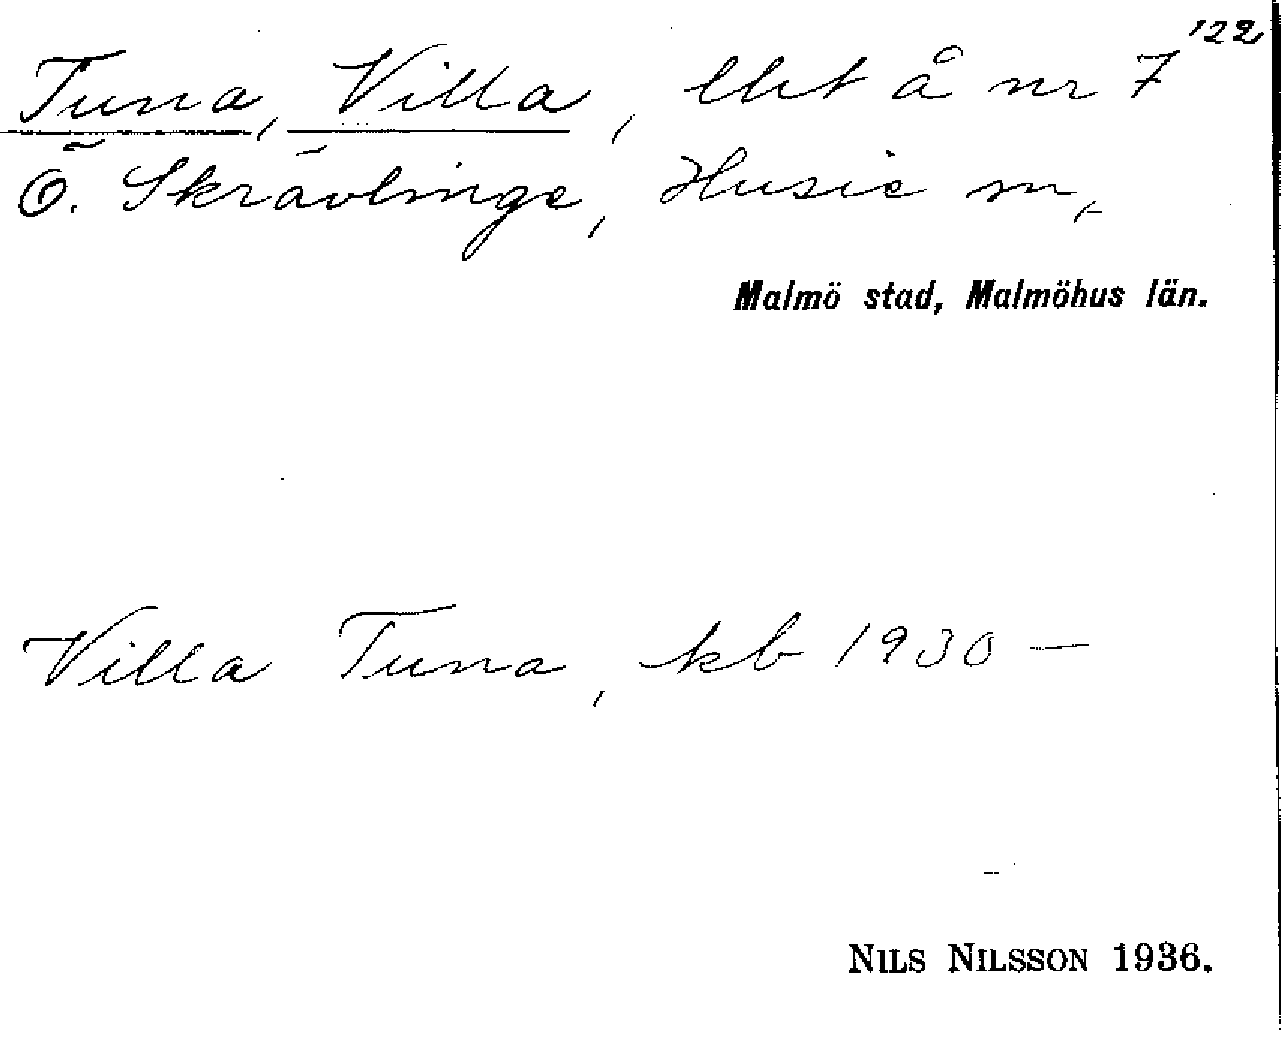 Tuna, Villa, lht å nr 7 122
Ö. Skrävlinge, Husie sn,
Malmö stad, Malmöhus län.
Villa Tuna, kb 1930 —
NILS NILSSON 1936.